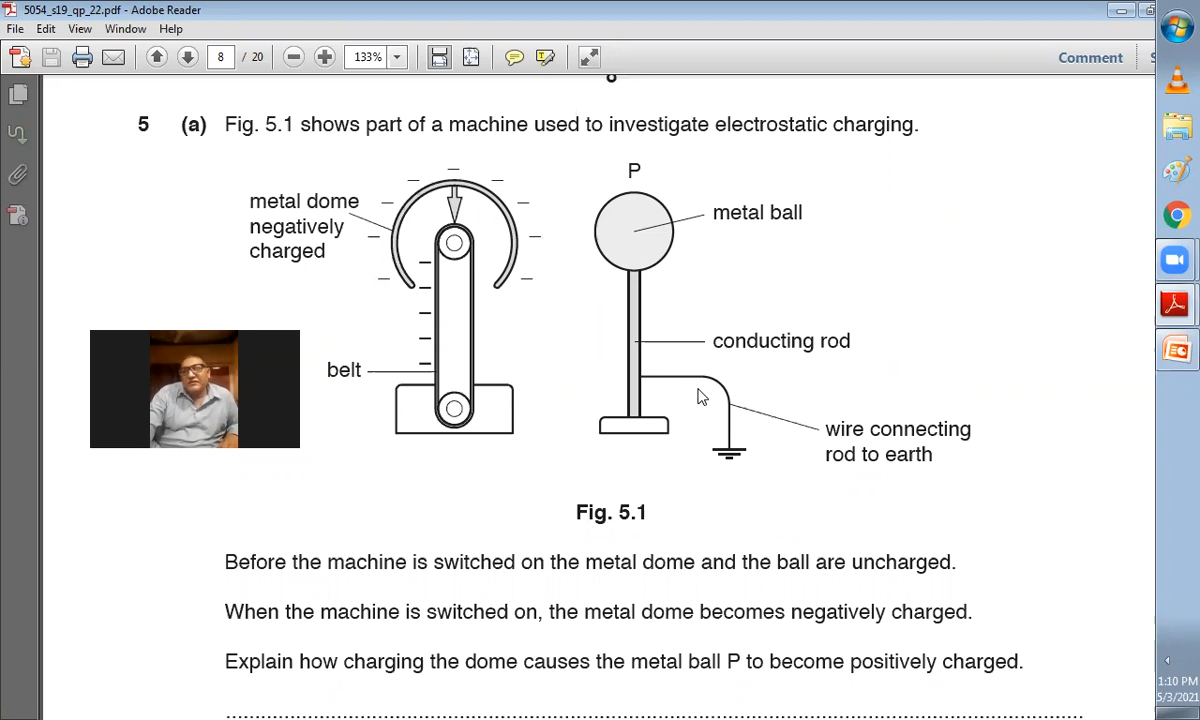 5054_s19_qp_22.pdf - Adobe Reader
File Edit View Window Help
8 / 20 133% Comment
5 (a) Fig. 5.1 shows part of a machine used to investigate electrostatic charging.
P
metal dome
negatively
charged
metal ball
conducting rod
belt
wire connecting
rod to earth
Fig. 5.1
Before the machine is switched on the metal dome and the ball are uncharged.
When the machine is switched on, the metal dome becomes negatively charged.
Explain how charging the dome causes the metal ball P to become positively charged.
1:10 PM
5/3/2021